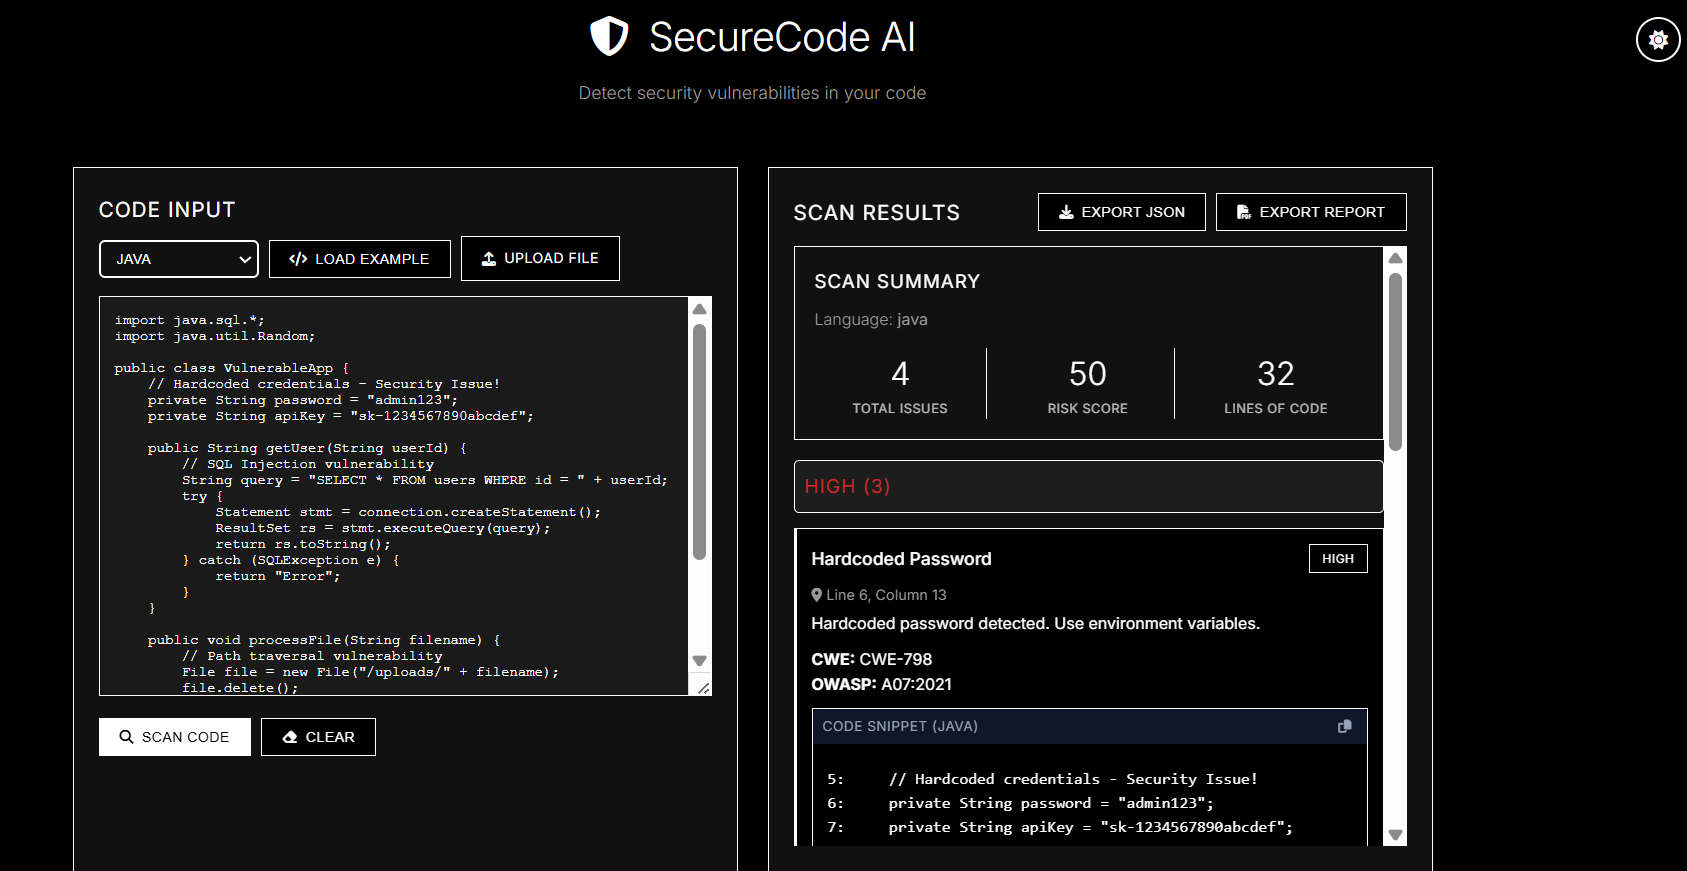 SecureCode AI
Detect security vulnerabilities in your code
CODE INPUT
JAVA
</> LOAD EXAMPLE
UPLOAD FILE
import java.sql.*;
import java.util.Random;
public class VulnerableApp {
    // Hardcoded credentials - Security Issue!
    private String password = "admin123";
    private String apiKey = "sk-1234567890abcdef";
    public String getUser(String userId) {
        // SQL Injection vulnerability
        String query = "SELECT * FROM users WHERE id = " + userId;
        try {
            Statement stmt = connection.createStatement();
            ResultSet rs = stmt.executeQuery(query);
            return rs.toString();
        } catch (SQLException e) {
            return "Error";
        }
    }
    public void processFile(String filename) {
        // Path traversal vulnerability
        File file = new File("/uploads/" + filename);
        file.delete();
SCAN CODE
CLEAR
SCAN RESULTS
EXPORT JSON
EXPORT REPORT
SCAN SUMMARY
Language: java
4
TOTAL ISSUES
50
RISK SCORE
32
LINES OF CODE
HIGH (3)
Hardcoded Password
HIGH
Line 6, Column 13
Hardcoded password detected. Use environment variables.
CWE: CWE-798
OWASP: A07:2021
CODE SNIPPET (JAVA)
5:     // Hardcoded credentials - Security Issue!
6:     private String password = "admin123";
7:     private String apiKey = "sk-1234567890abcdef";